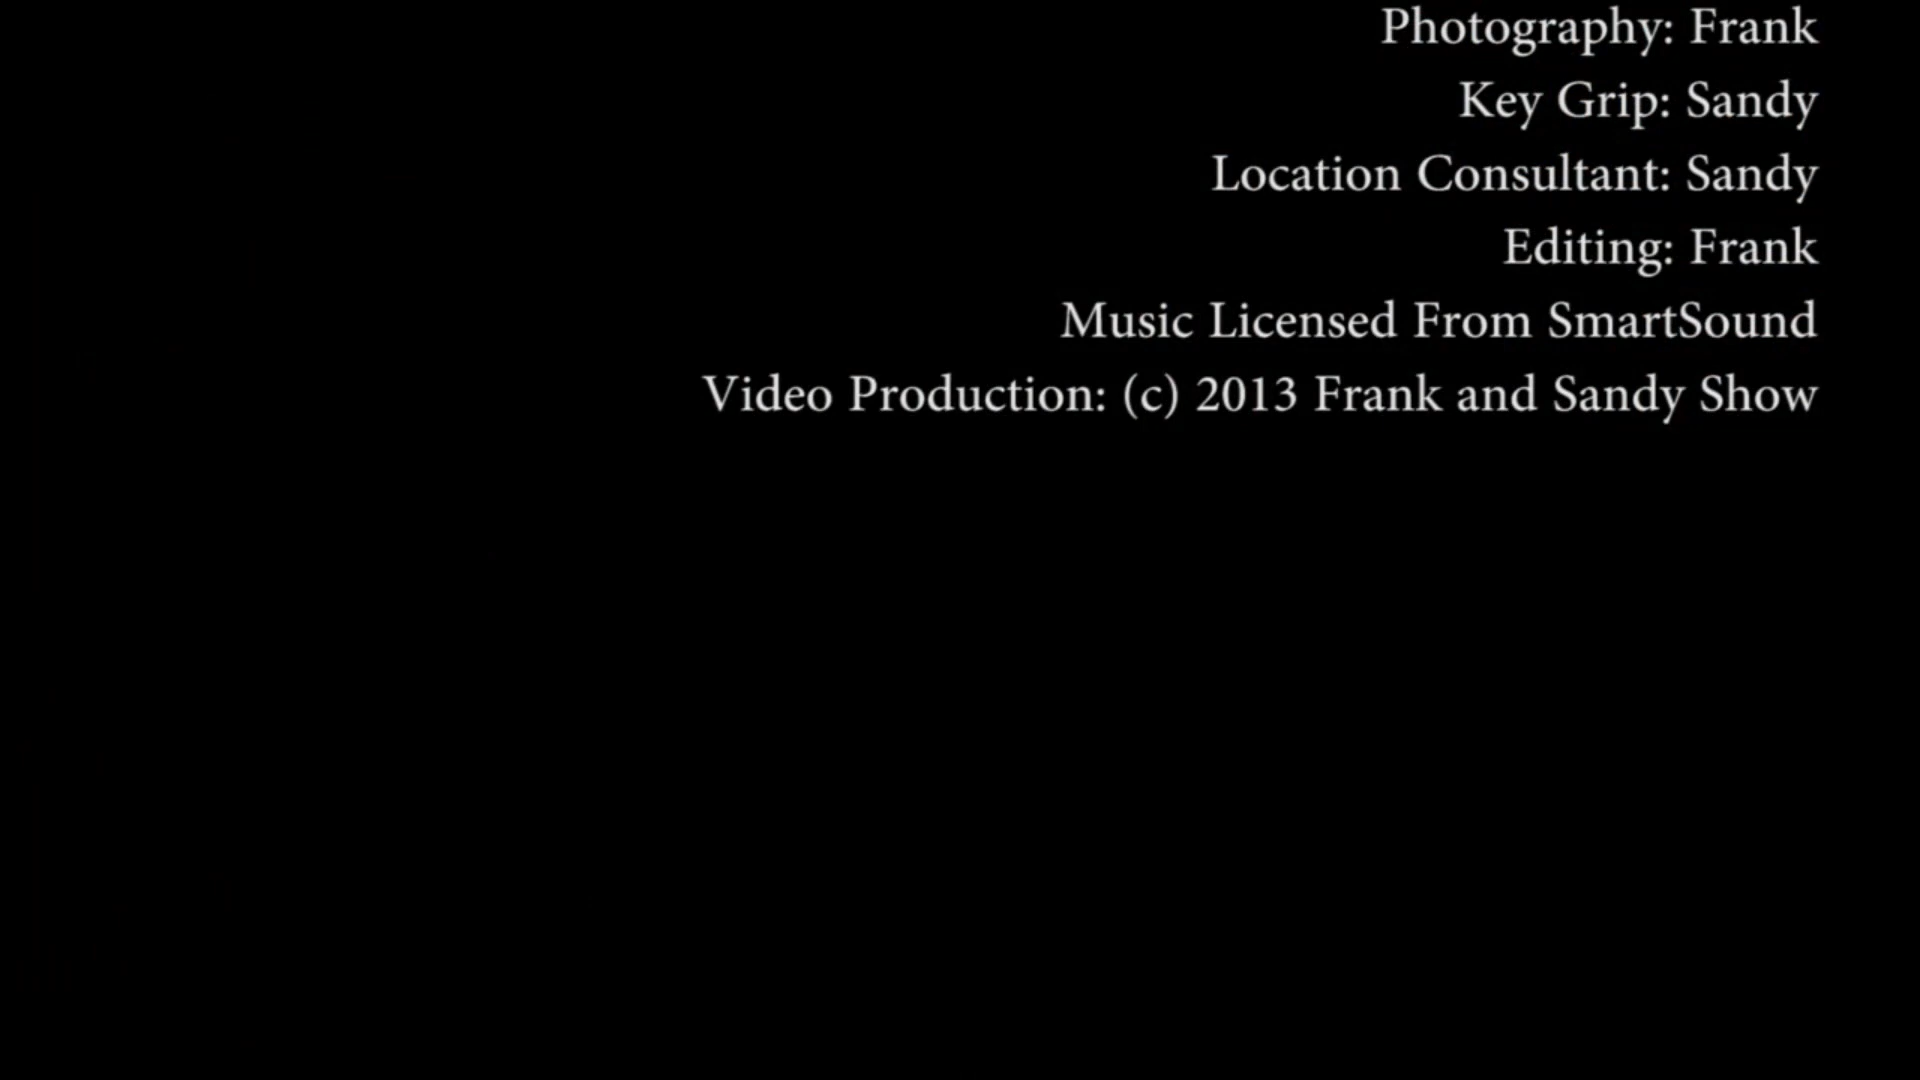 Photography: Frank
Key Grip: Sandy
Location Consultant: Sandy
Editing: Frank
Music Licensed From SmartSound
Video Production: (c) 2013 Frank and Sandy Show